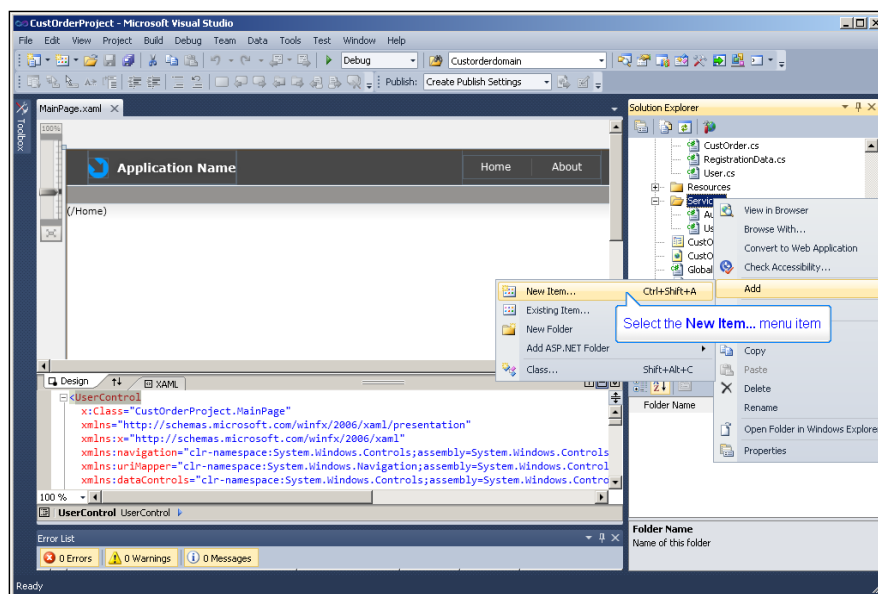 CustOrderProject - Microsoft Visual Studio
File Edit View Project Build Debug Team Data Tools Test Window Help
Debug Custorderdomain
Publish: Create Publish Settings
Toolbox
MainPage.xaml
100%
Application Name Home About
(/Home)
Solution Explorer
CustOrder.cs
RegistrationData.cs
User.cs
Resources
Servic
Au
Us
CustO
CustO
Global
View in Browser
Browse With...
Convert to Web Application
Check Accessibility...
Add
Copy
Paste
Delete
Rename
Open Folder in Windows Explore
Properties
New Item... Ctrl+Shift+A
Existing Item...
New Folder
Add ASP.NET Folder
Class... Shift+Alt+C
Select the New Item... menu item
Design XAML
<UserControl
x:Class="CustOrderProject.MainPage"
xmlns="http://schemas.microsoft.com/winfx/2006/xaml/presentation"
xmlns:x="http://schemas.microsoft.com/winfx/2006/xaml"
xmlns:navigation="clr-namespace:System.Windows.Controls;assembly=System.Windows.Controls
xmlns:uriMapper="clr-namespace:System.Windows.Navigation;assembly=System.Windows.Control
xmlns:dataControls="clr-namespace:System.Windows.Controls;assembly=System.Windows.Contro
100 %
UserControl UserControl
Folder Name
Folder Name
Name of this folder
Error List
0 Errors 0 Warnings 0 Messages
Ready